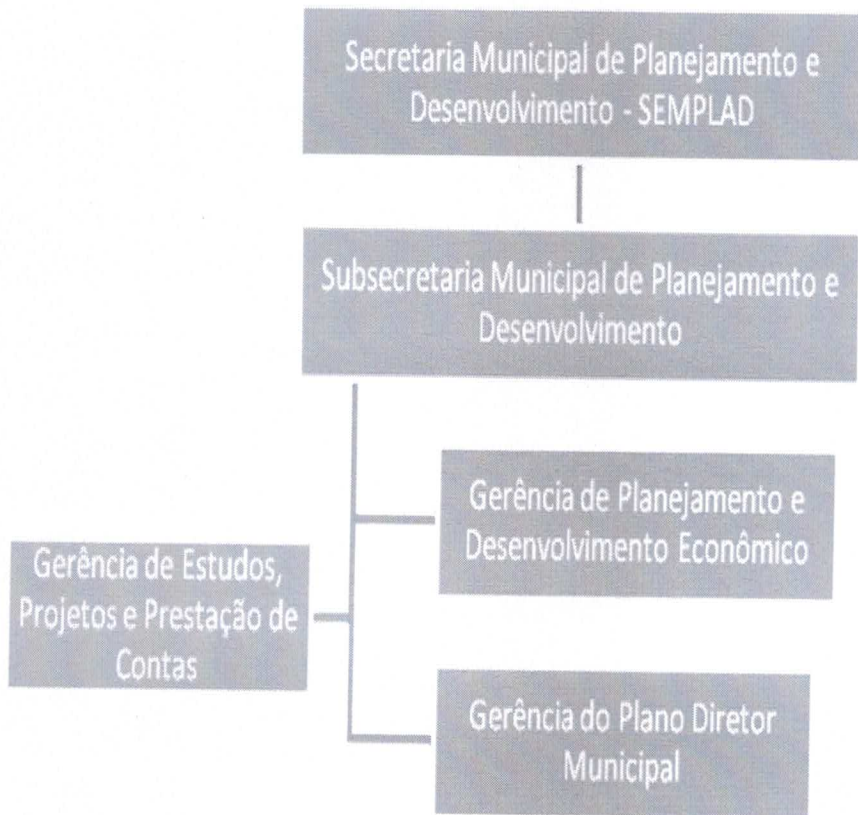 Secretaria Municipal de Planejamento e
Desenvolvimento - SEMPLAD
Subsecretaria Municipal de Planejamento e
Desenvolvimento
Gerência de Planejamento e
Desenvolvimento Econômico
Gerência de Estudos,
Projetos e Prestação de
Contas
Gerência do Plano Diretor
Municipal